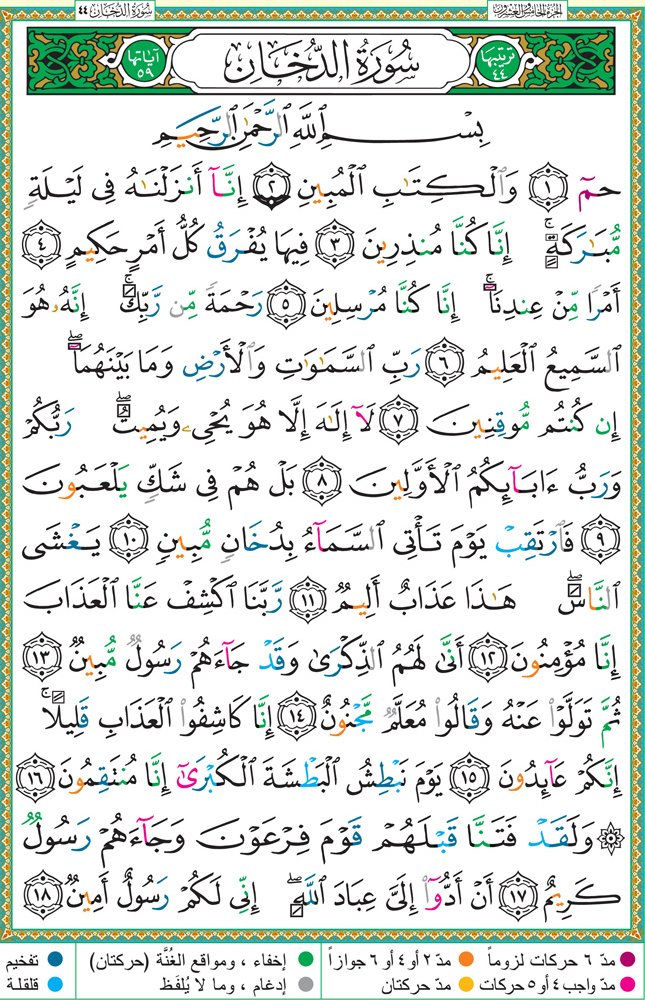 الجزء الخامس والعشرون
سورة الدخان ٤٤
ترتيبها ٤٤ سُورَةُ الدُّخَانِ آياتها ٥٩
بِسْمِ ٱللَّهِ ٱلرَّحْمَٰنِ ٱلرَّحِيمِ
حمٓ ١ وَٱلْكِتَٰبِ ٱلْمُبِينِ ٢ إِنَّآ أَنزَلْنَٰهُ فِى لَيْلَةٍ
مُّبَٰرَكَةٍ ۚ إِنَّا كُنَّا مُنذِرِينَ ٣ فِيهَا يُفْرَقُ كُلُّ أَمْرٍ حَكِيمٍ ٤
أَمْرًا مِّنْ عِندِنَآ ۚ إِنَّا كُنَّا مُرْسِلِينَ ٥ رَحْمَةً مِّن رَّبِّكَ ۚ إِنَّهُۥ هُوَ
ٱلسَّمِيعُ ٱلْعَلِيمُ ٦ رَبِّ ٱلسَّمَٰوَٰتِ وَٱلْأَرْضِ وَمَا بَيْنَهُمَآ ۖ
إِن كُنتُم مُّوقِنِينَ ٧ لَآ إِلَٰهَ إِلَّا هُوَ يُحْىِۦ وَيُمِيتُ ۖ رَبُّكُمْ
وَرَبُّ ءَابَآئِكُمُ ٱلْأَوَّلِينَ ٨ بَلْ هُمْ فِى شَكٍّ يَلْعَبُونَ
٩ فَٱرْتَقِبْ يَوْمَ تَأْتِى ٱلسَّمَآءُ بِدُخَانٍ مُّبِينٍ ١٠ يَغْشَى
ٱلنَّاسَ ۖ هَٰذَا عَذَابٌ أَلِيمٌ ١١ رَّبَّنَا ٱكْشِفْ عَنَّا ٱلْعَذَابَ
إِنَّا مُؤْمِنُونَ ١٢ أَنَّىٰ لَهُمُ ٱلذِّكْرَىٰ وَقَدْ جَآءَهُمْ رَسُولٌ مُّبِينٌ ١٣
ثُمَّ تَوَلَّوْا۟ عَنْهُ وَقَالُوا۟ مُعَلَّمٌ مَّجْنُونٌ ١٤ إِنَّا كَاشِفُوا۟ ٱلْعَذَابِ قَلِيلًا ۚ
إِنَّكُمْ عَآئِدُونَ ١٥ يَوْمَ نَبْطِشُ ٱلْبَطْشَةَ ٱلْكُبْرَىٰٓ إِنَّا مُنتَقِمُونَ ١٦
۞ وَلَقَدْ فَتَنَّا قَبْلَهُمْ قَوْمَ فِرْعَوْنَ وَجَآءَهُمْ رَسُولٌ
كَرِيمٌ ١٧ أَنْ أَدُّوٓا۟ إِلَىَّ عِبَادَ ٱللَّهِ ۖ إِنِّى لَكُمْ رَسُولٌ أَمِينٌ ١٨
مدّ ٦ حركات لزوماً مدّ ٢ أو ٤ أو ٦ جوازاً إخفاء ، ومواقع الغُنَّة (حركتان) تفخيم
مدّ واجب ٤ أو ٥ حركات مدّ حركتان إدغام ، وما لا يُلفَظ قلقلة